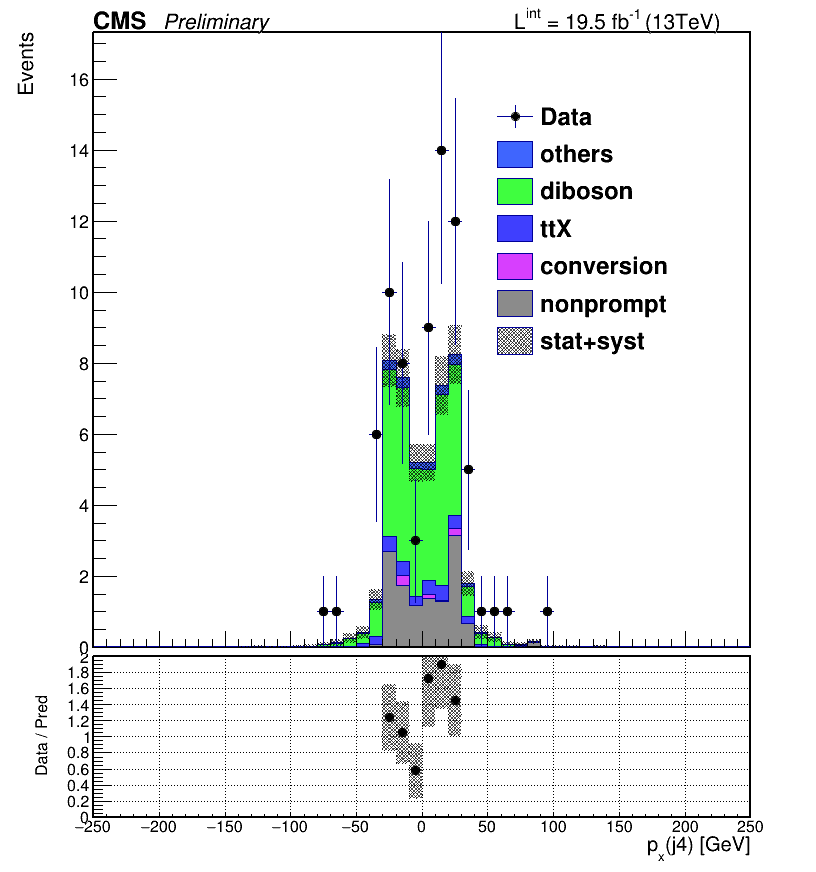 CMS Preliminary L^int = 19.5 fb^-1 (13TeV)
Events
16
14
12
10
8
6
4
2
0
Data
others
diboson
ttX
conversion
nonprompt
stat+syst
Data / Pred
2
1.8
1.6
1.4
1.2
1
0.8
0.6
0.4
0.2
0
−250 −200 −150 −100 −50 0 50 100 150 200 250
p_x(j4) [GeV]